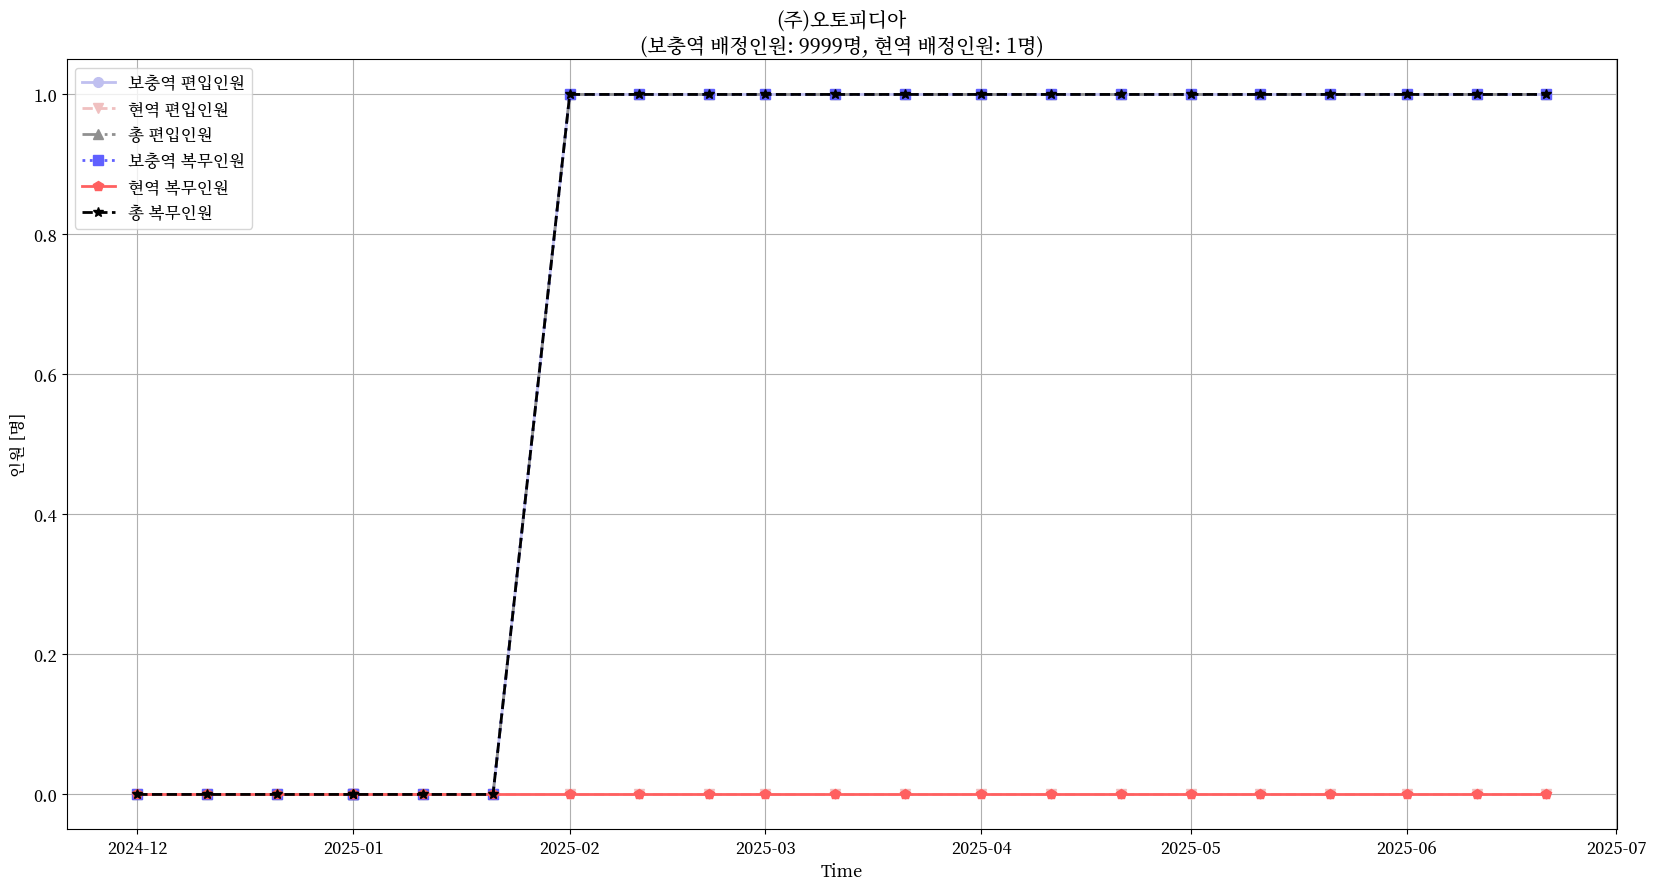 (주)오토피디아
(보충역 배정인원: 9999명, 현역 배정인원: 1명)
보충역 편입인원
현역 편입인원
총 편입인원
보충역 복무인원
현역 복무인원
총 복무인원
인원 [명]
1.0
0.8
0.6
0.4
0.2
0.0
2024-12
2025-01
2025-02
2025-03
2025-04
2025-05
2025-06
2025-07
Time